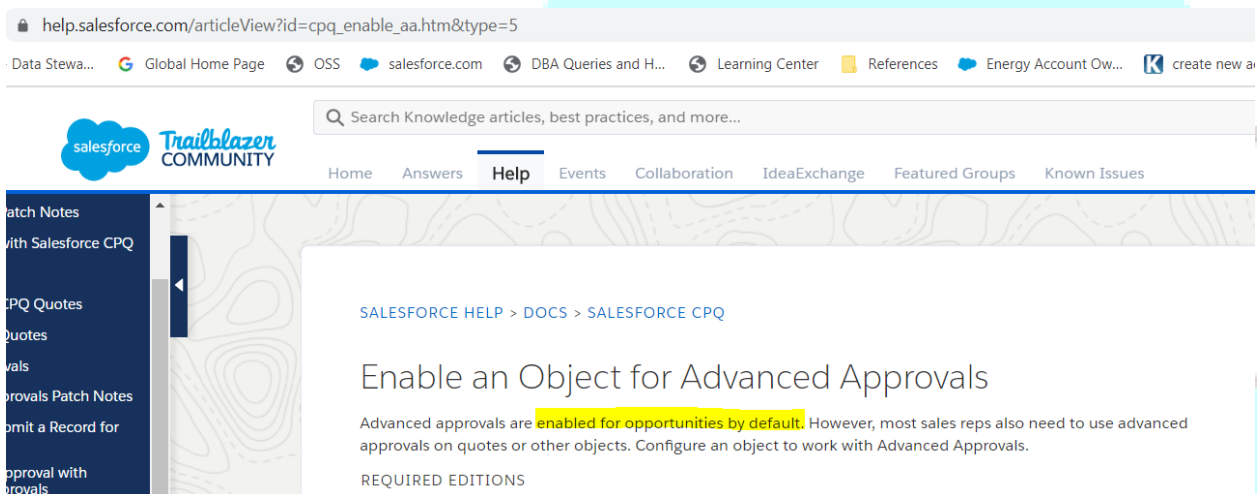 help.salesforce.com/articleView?id=cpq_enable_aa.htm&type=5
Data Stewa... Global Home Page OSS salesforce.com DBA Queries and H... Learning Center References Energy Account Ow... create new a
Search Knowledge articles, best practices, and more...
salesforce Trailblazer
COMMUNITY
Home Answers Help Events Collaboration IdeaExchange Featured Groups Known Issues
atch Notes
with Salesforce CPQ
CPQ Quotes
Quotes
vals
provals Patch Notes
bmit a Record for
pproval with
provals
SALESFORCE HELP > DOCS > SALESFORCE CPQ
Enable an Object for Advanced Approvals
Advanced approvals are enabled for opportunities by default. However, most sales reps also need to use advanced
approvals on quotes or other objects. Configure an object to work with Advanced Approvals.
REQUIRED EDITIONS